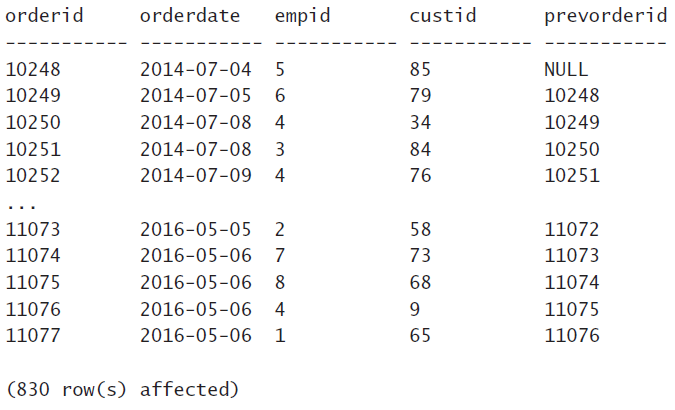 orderid     orderdate   empid       custid      prevorderid
----------- ----------- ----------- ----------- -----------
10248       2014-07-04  5           85          NULL
10249       2014-07-05  6           79          10248
10250       2014-07-08  4           34          10249
10251       2014-07-08  3           84          10250
10252       2014-07-09  4           76          10251
...
11073       2016-05-05  2           58          11072
11074       2016-05-06  7           73          11073
11075       2016-05-06  8           68          11074
11076       2016-05-06  4           9           11075
11077       2016-05-06  1           65          11076
(830 row(s) affected)